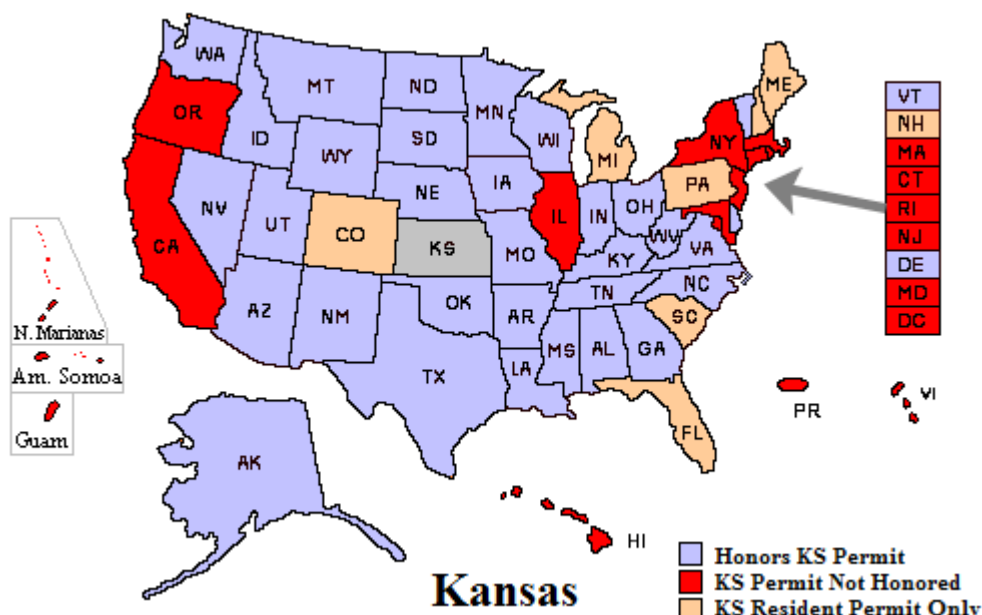 WA
MT
ND
MN
ME
VT
OR
NH
ID
SD
WI
NY
MA
WY
MI
CT
IA
PA
RI
NE
NV
IL
IN
OH
NJ
UT
CO
WV
DE
CA
KS
MO
VA
MD
KY
DC
NC
TN
N. Marianas
AZ
NM
OK
AR
SC
MS
AL
GA
Am. Somoa
LA
TX
PR
VI
Guam
FL
AK
HI
Honors KS Permit
Kansas
KS Permit Not Honored
KS Resident Permit Only